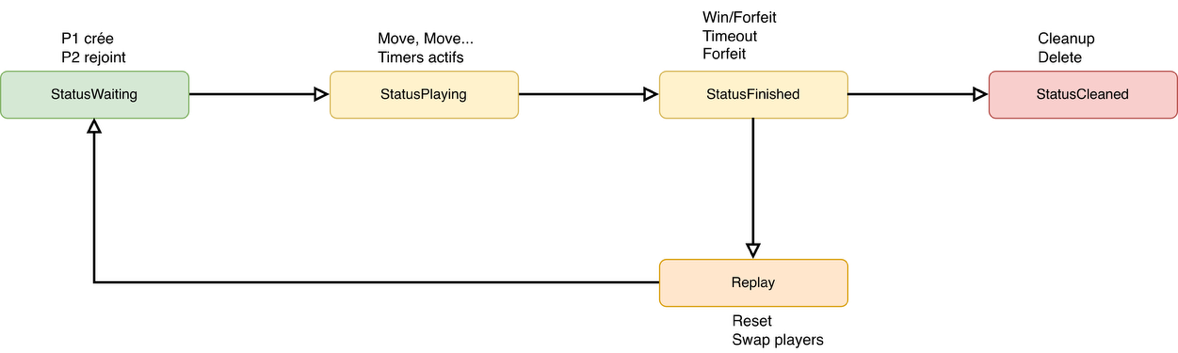 P1 crée
P2 rejoint
StatusWaiting
Move, Move...
Timers actifs
StatusPlaying
Win/Forfeit
Timeout
Forfeit
StatusFinished
Cleanup
Delete
StatusCleaned
Replay
Reset
Swap players